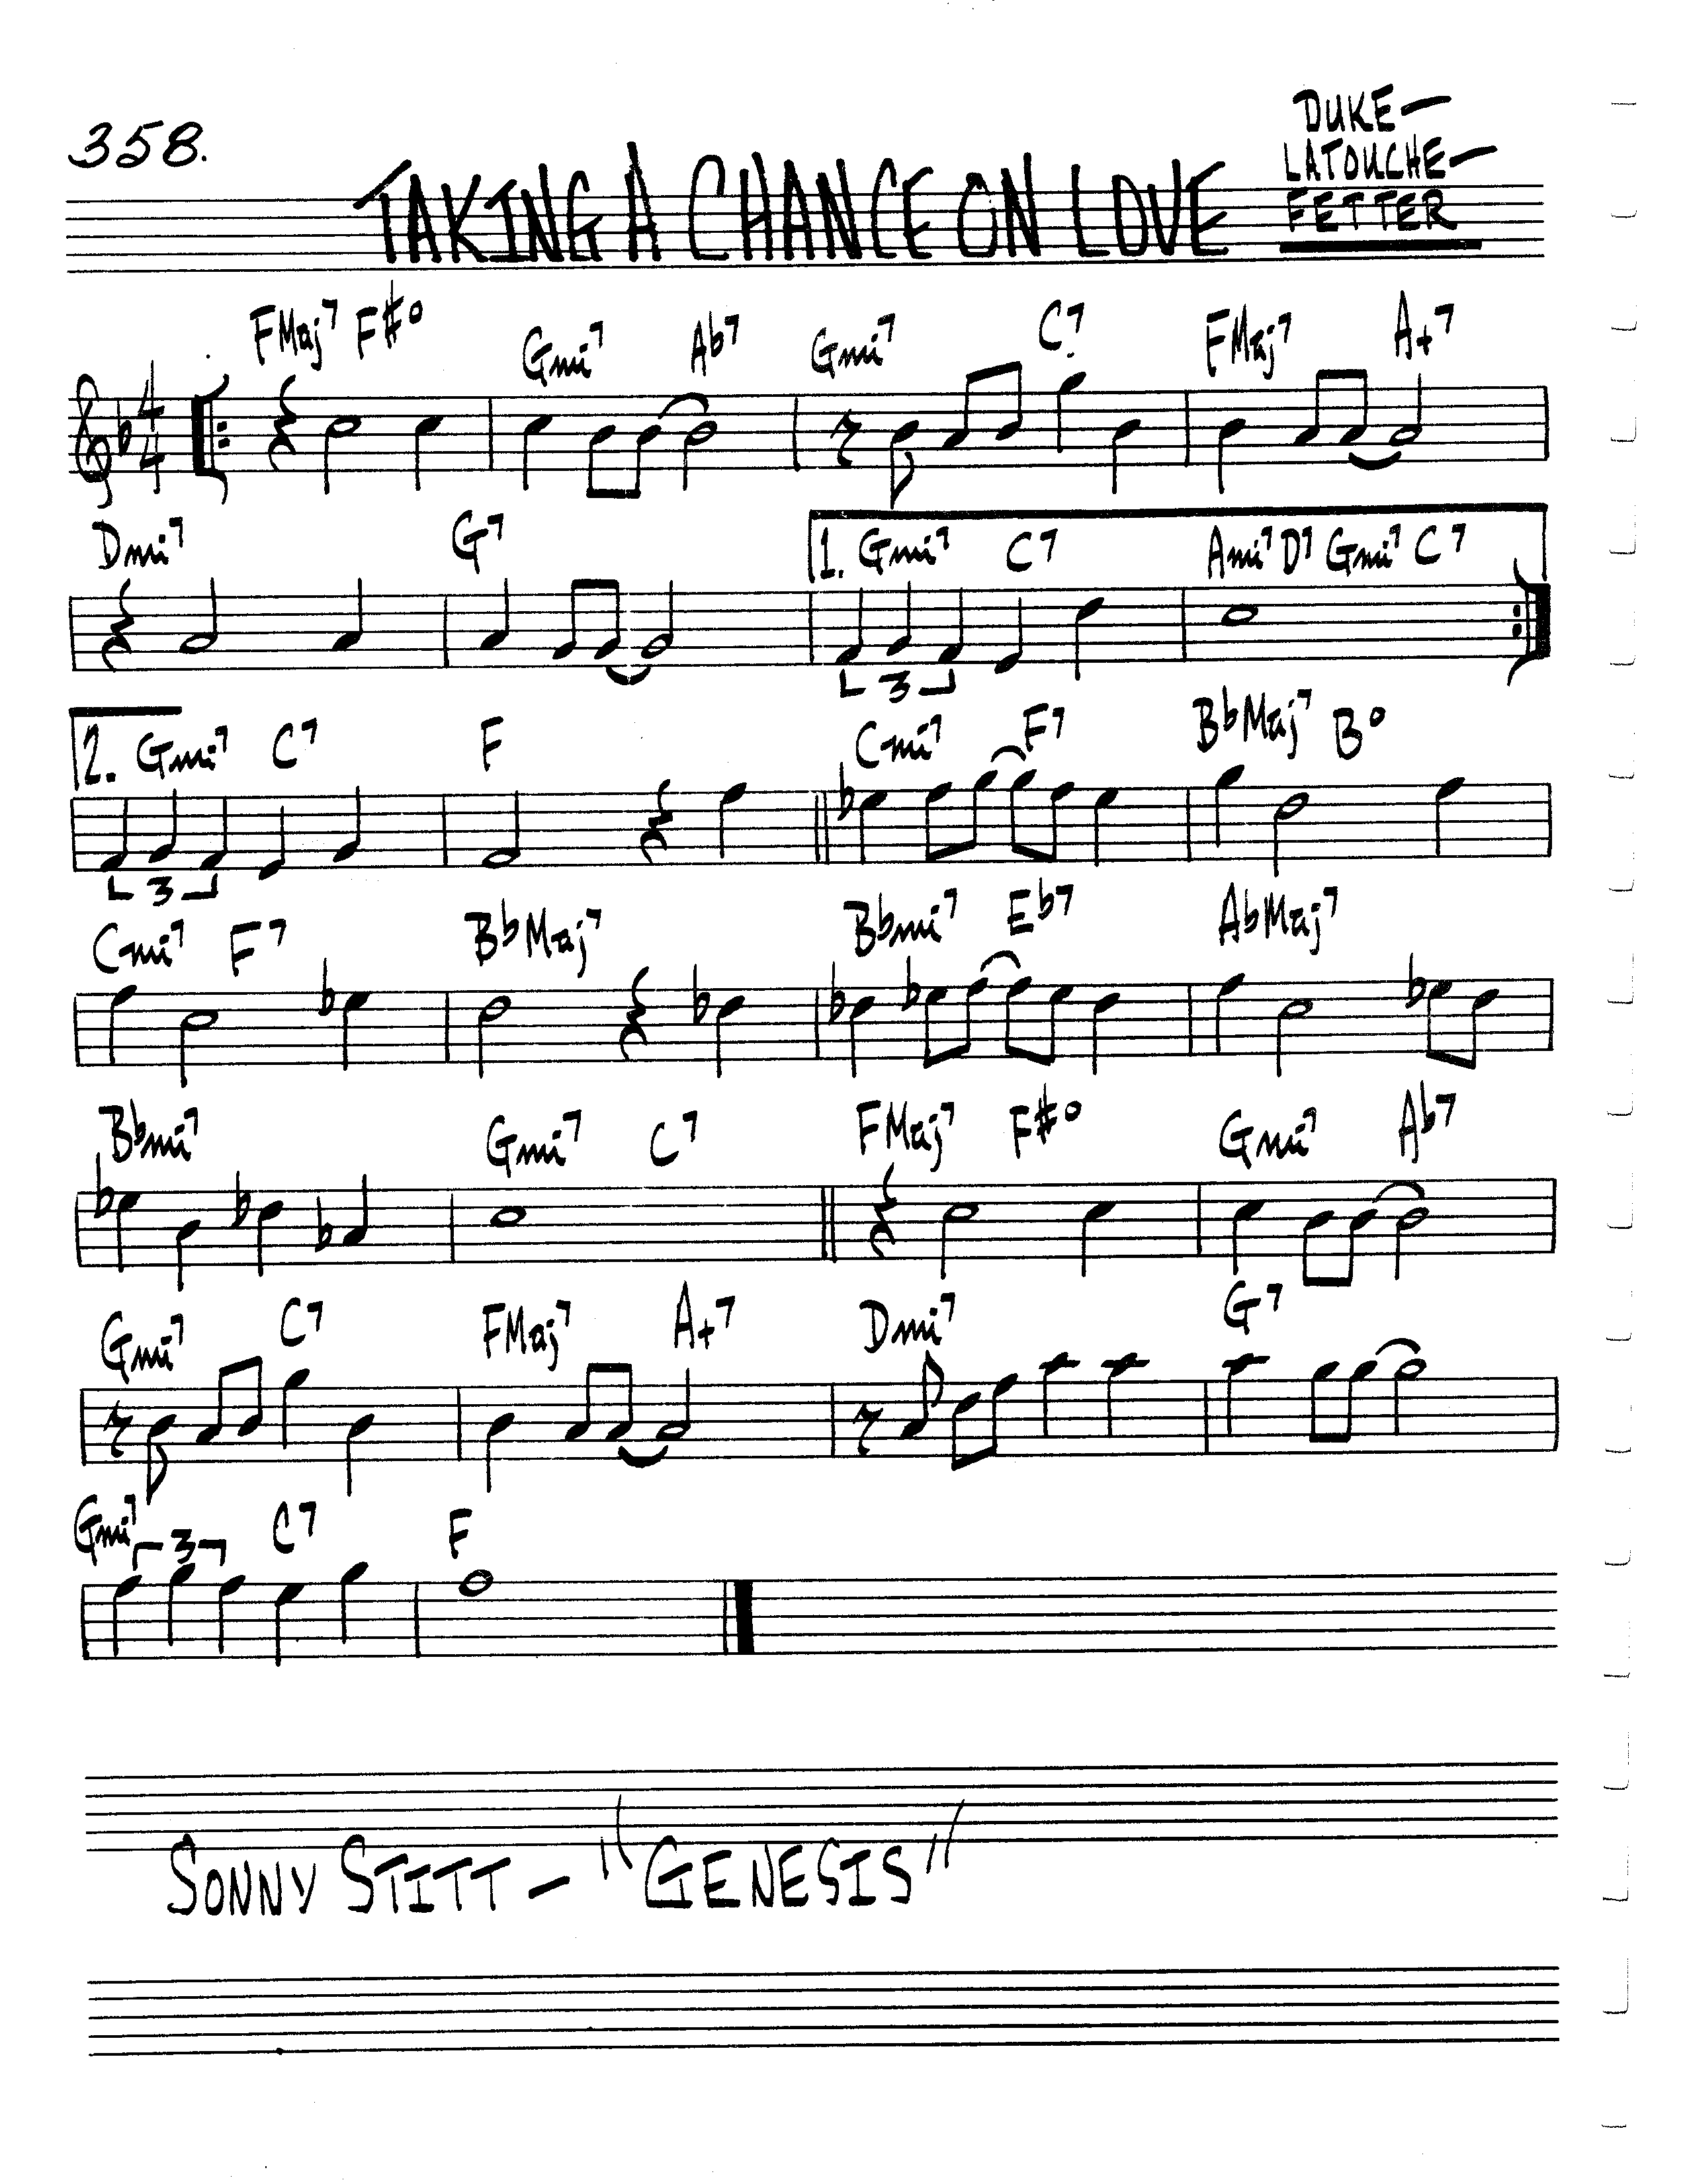 358.
DUKE—
LATOUCHE—
FETTER
TAKING A CHANCE ON LOVE
FMaj7 F#o Gmi7 Ab7 Gmi7 C7 FMaj7 A+7
4
4
Dmi7 G7 1. Gmi7 C7 Ami7 D7 Gmi7 C7
3
2. Gmi7 C7 F Cmi7 F7 BbMaj7 Bo
3
Cmi7 F7 BbMaj7 Bbmi7 Eb7 AbMaj7
Bbmi7 Gmi7 C7 FMaj7 F#o Gmi7 Ab7
Gmi7 C7 FMaj7 A+7 Dmi7 G7
Gmi7 3 C7 F
SONNY STITT — "GENESIS"